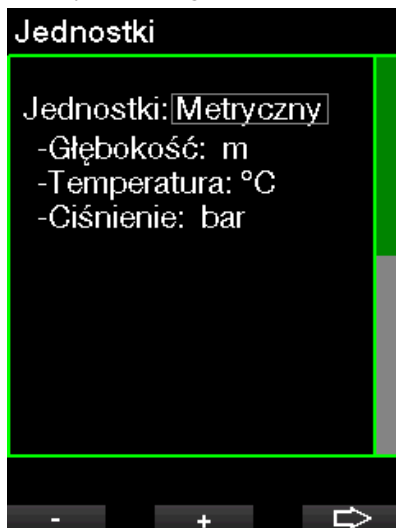 Jednostki
Jednostki: Metryczny
-Głębokość: m
-Temperatura: °C
-Ciśnienie: bar
- +